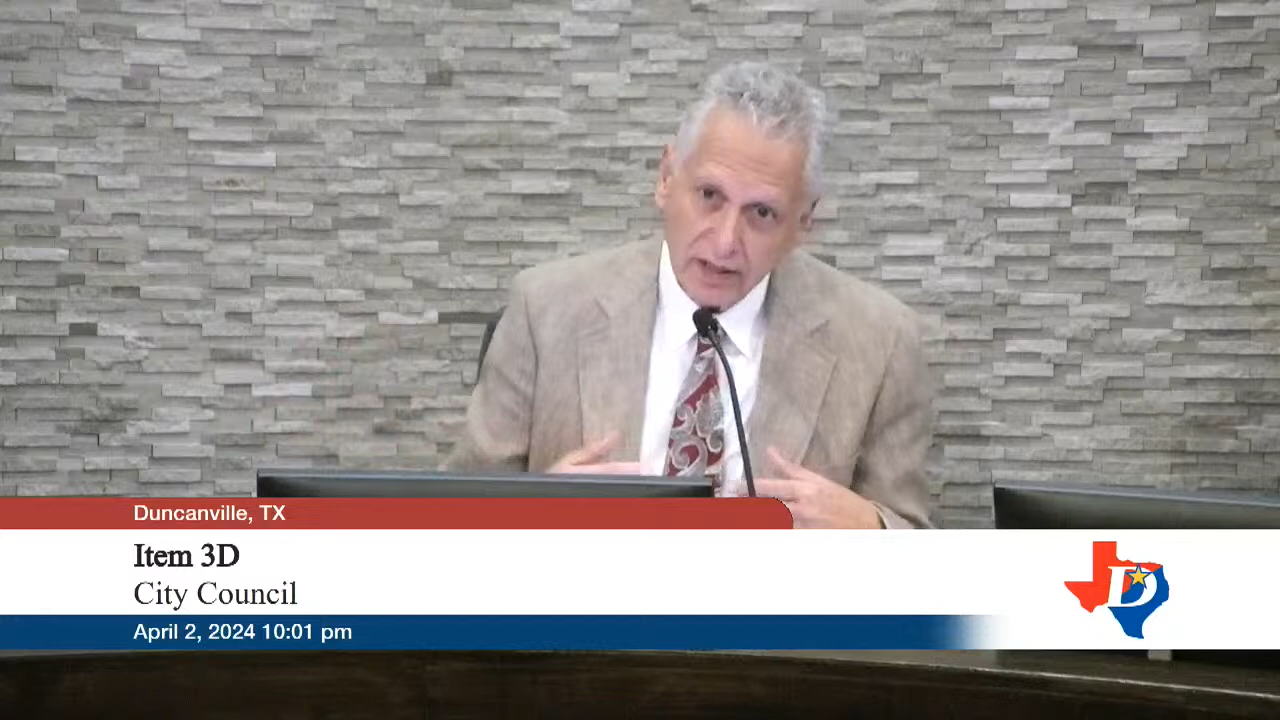 Duncanville, TX
Item 3D
City Council
D
April 2, 2024 10:01 pm